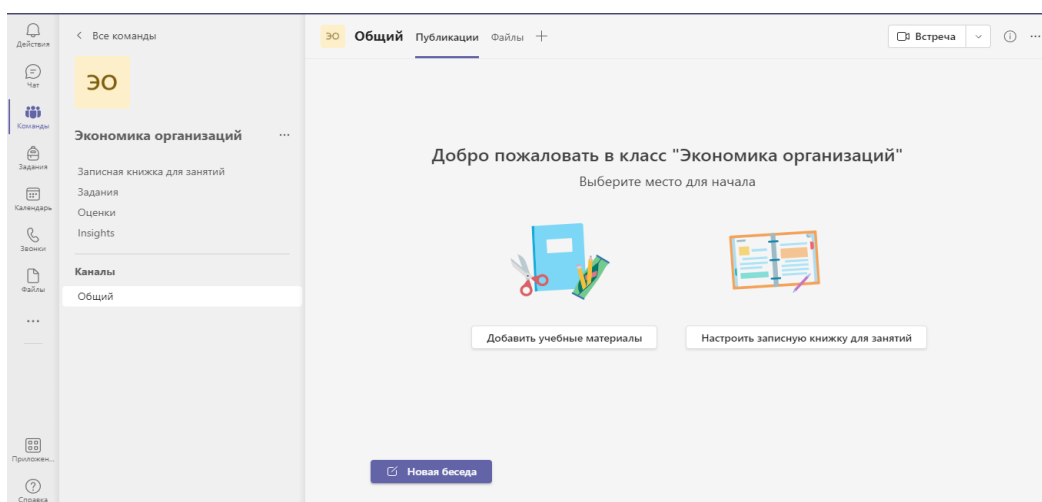 Действия
Чат
Команды
Задания
Календарь
Звонки
Файлы
Приложен...
Справка
< Все команды
ЭО
Экономика организаций ...
Записная книжка для занятий
Задания
Оценки
Insights
Каналы
Общий
ЭО Общий Публикации Файлы +
Встреча
Добро пожаловать в класс "Экономика организаций"
Выберите место для начала
Добавить учебные материалы
Настроить записную книжку для занятий
Новая беседа